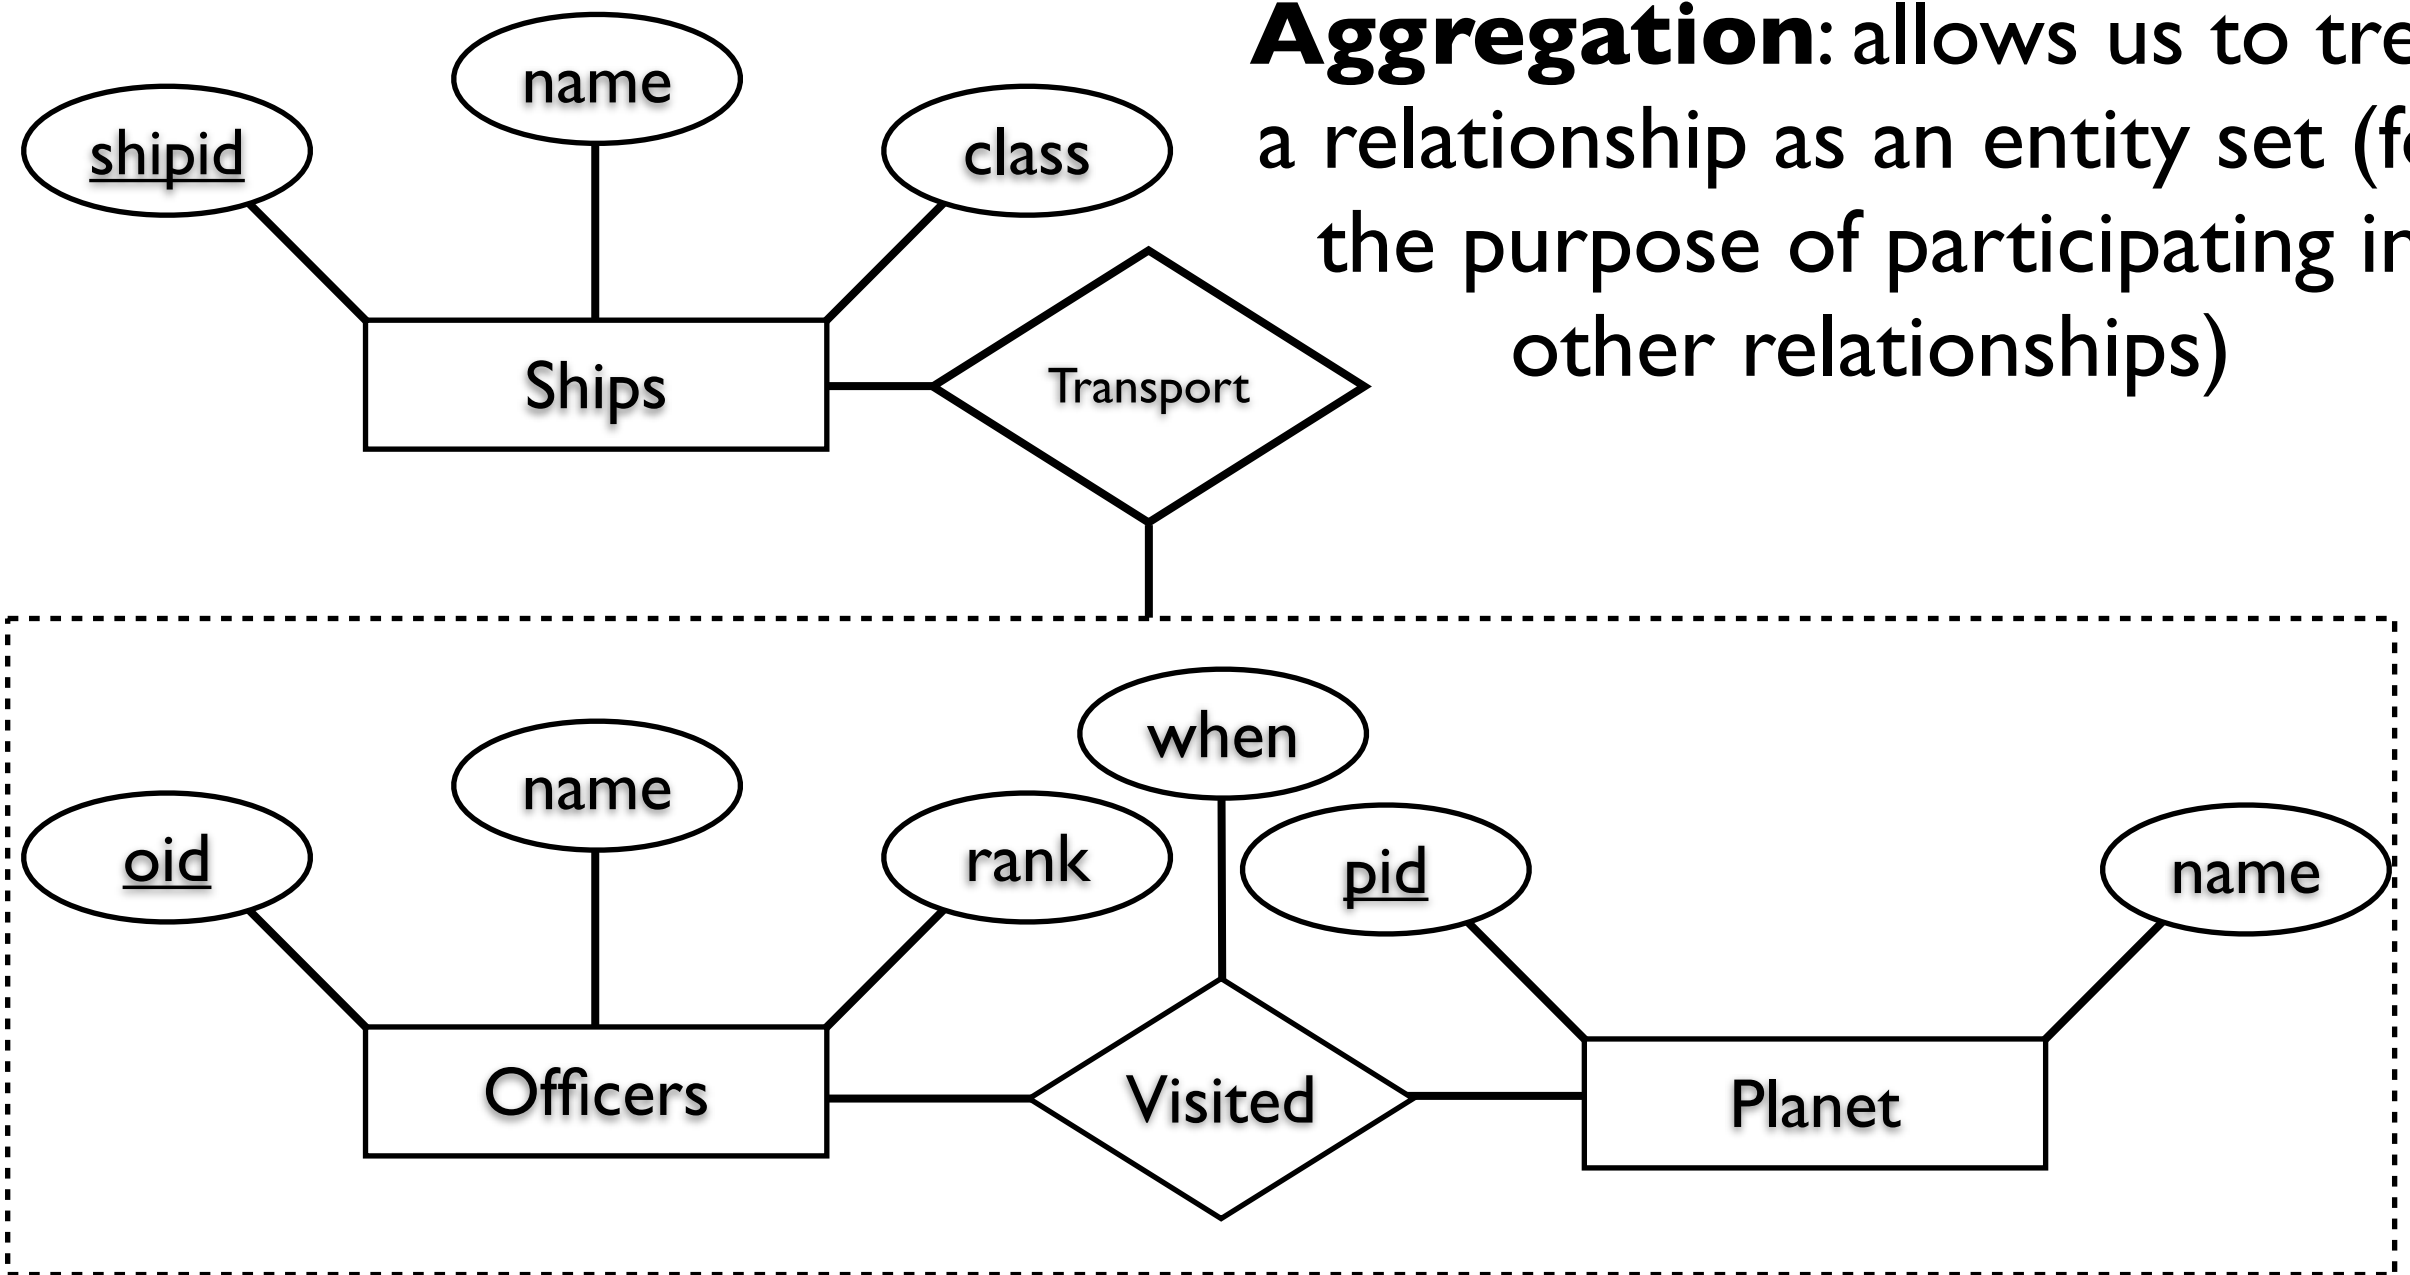 Aggregation: allows us to tre
a relationship as an entity set (f
the purpose of participating in
other relationships)
name
shipid
class
Ships
Transport
when
name
oid
rank
pid
name
Officers
Visited
Planet